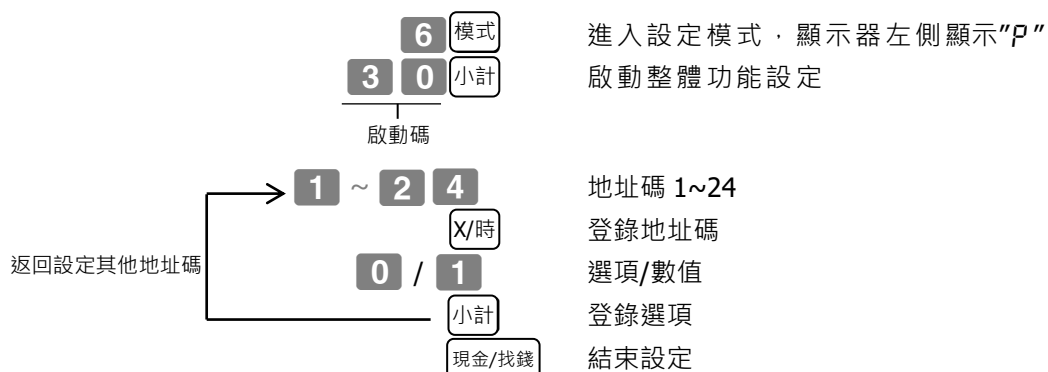 6 模式 進入設定模式，顯示器左側顯示"P"
3 0 小計 啟動整體功能設定
啟動碼
1 ~ 2 4 地址碼 1~24
X/時 登錄地址碼
返回設定其他地址碼 0 / 1 選項/數值
小計 登錄選項
現金/找錢 結束設定